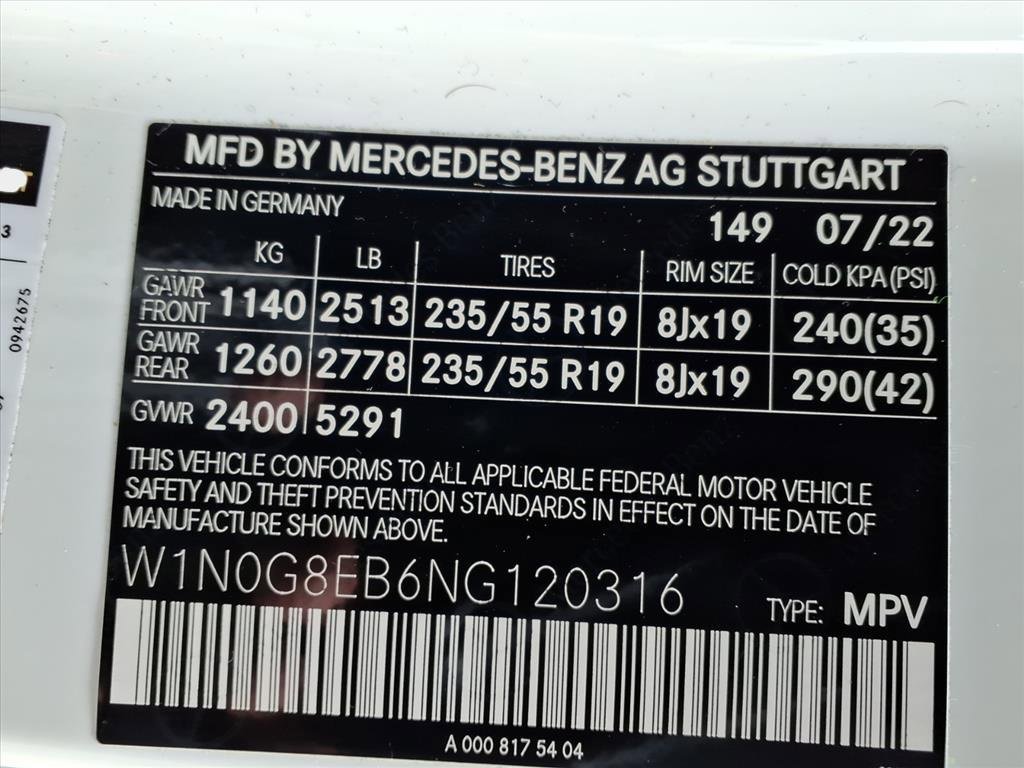 MFD BY MERCEDES-BENZ AG STUTTGART
MADE IN GERMANY
149 07/22
KG LB TIRES RIM SIZE COLD KPA (PSI)
GAWR FRONT 1140 2513 235/55 R19 8Jx19 240(35)
GAWR REAR 1260 2778 235/55 R19 8Jx19 290(42)
GVWR 2400 5291
THIS VEHICLE CONFORMS TO ALL APPLICABLE FEDERAL MOTOR VEHICLE
SAFETY AND THEFT PREVENTION STANDARDS IN EFFECT ON THE DATE OF
MANUFACTURE SHOWN ABOVE.
W1N0G8EB6NG120316
TYPE: MPV
A 000 817 54 04
3
0942675